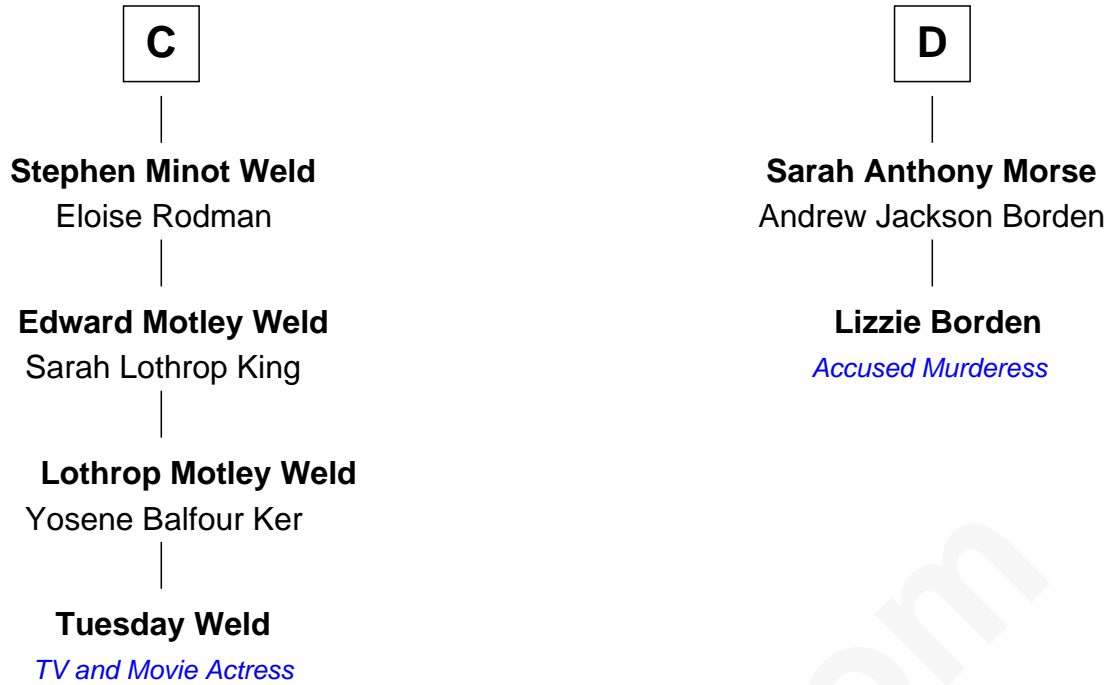 C
Stephen Minot Weld
Eloise Rodman
Edward Motley Weld
Sarah Lothrop King
Lothrop Motley Weld
Yosene Balfour Ker
Tuesday Weld
TV and Movie Actress
D
Sarah Anthony Morse
Andrew Jackson Borden
Lizzie Borden
Accused Murderess
om